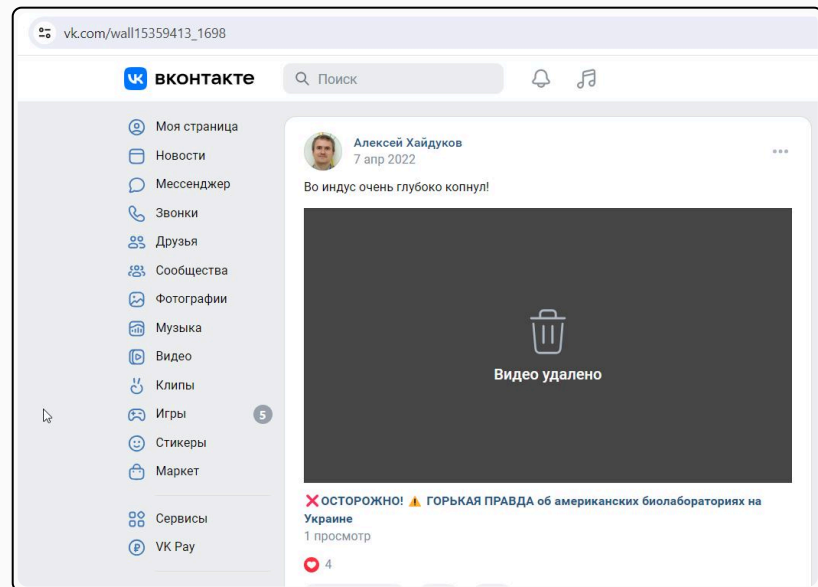 vk.com/wall15359413_1698
вконтакте
Поиск
Моя страница
Новости
Мессенджер
Звонки
Друзья
Сообщества
Фотографии
Музыка
Видео
Клипы
Игры 5
Стикеры
Маркет
Сервисы
VK Pay
Алексей Хайдуков
7 апр 2022
Во индус очень глубоко копнул!
Видео удалено
❌ ОСТОРОЖНО! ⚠️ ГОРЬКАЯ ПРАВДА об американских биолабораториях на
Украине
1 просмотр
4